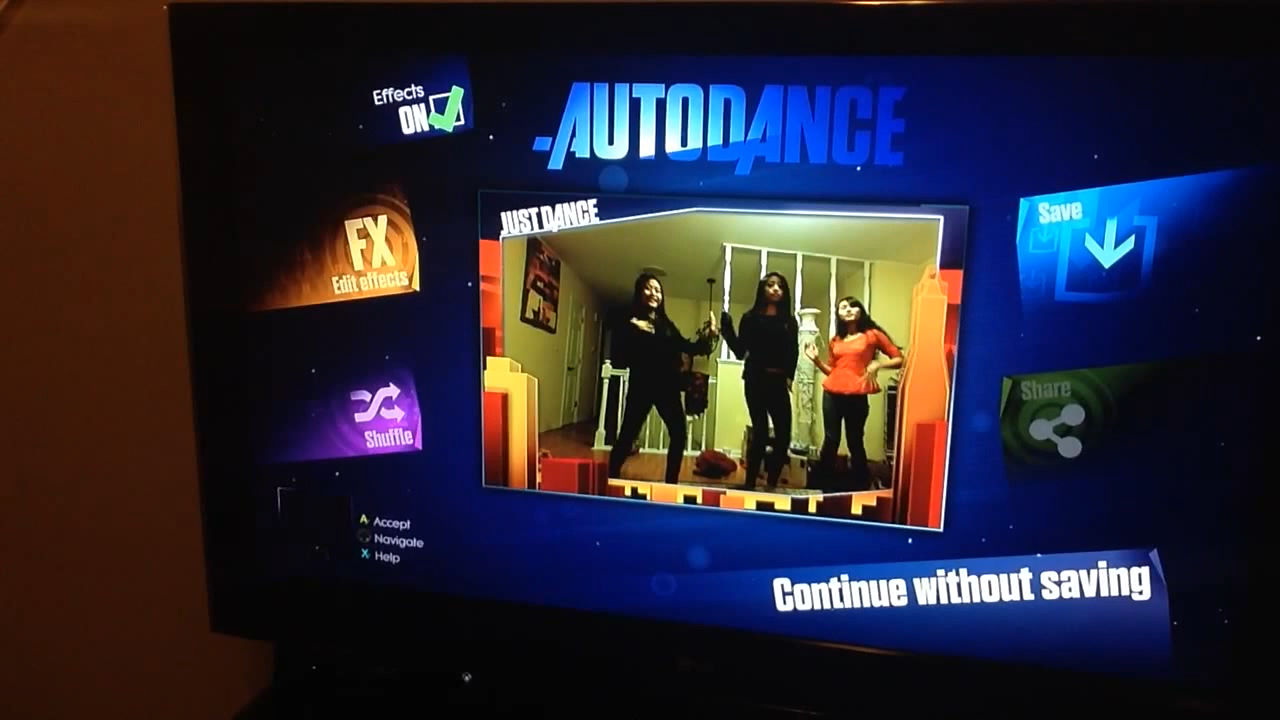 Effects
ON
AUTODANCE
JUST DANCE
FX
Edit effects
Save
Shuffle
Share
A Accept
Navigate
X Help
Continue without saving